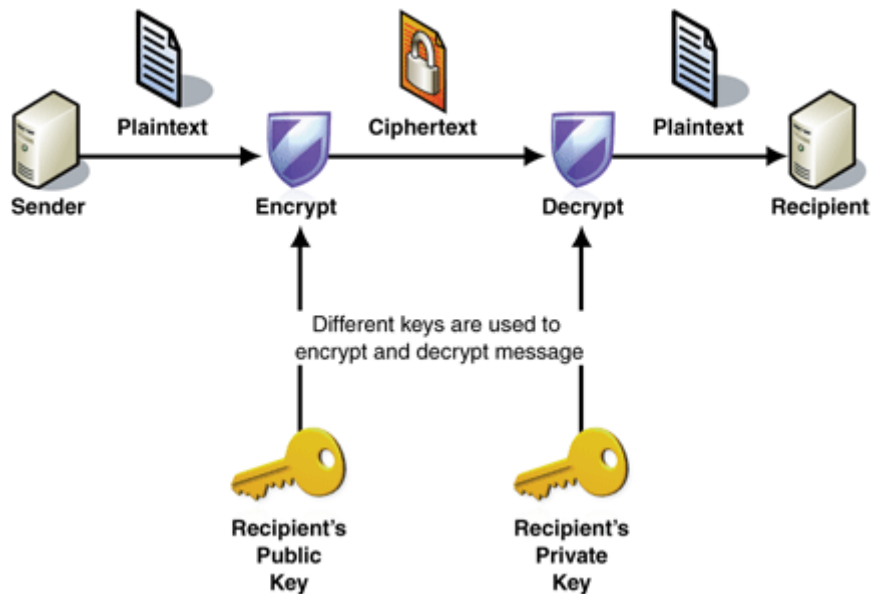 Plaintext
Ciphertext
Plaintext
Sender
Encrypt
Decrypt
Recipient
Different keys are used to
encrypt and decrypt message
Recipient's
Public
Key
Recipient's
Private
Key